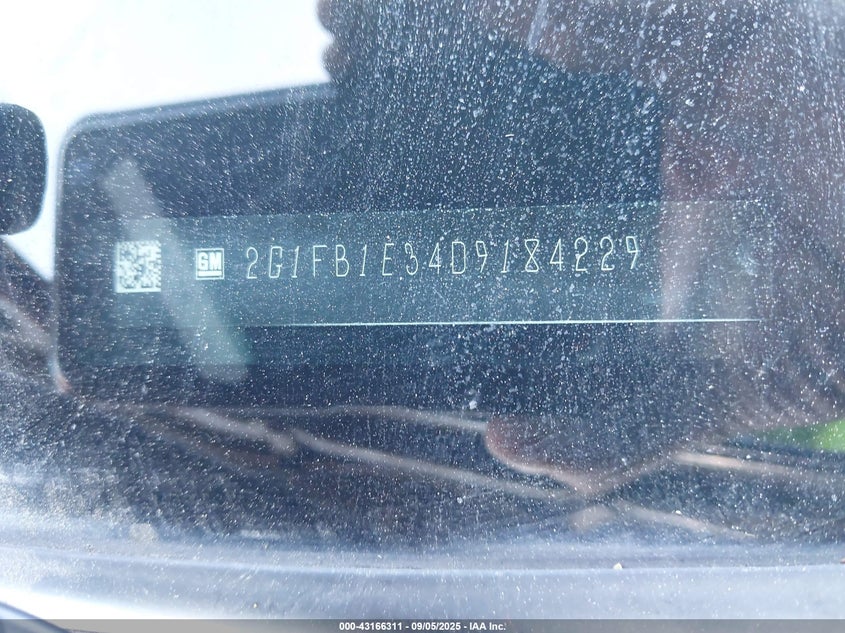 GM 2G1FB1E34D9184229
000-43166311 - 09/05/2025 - IAA Inc.